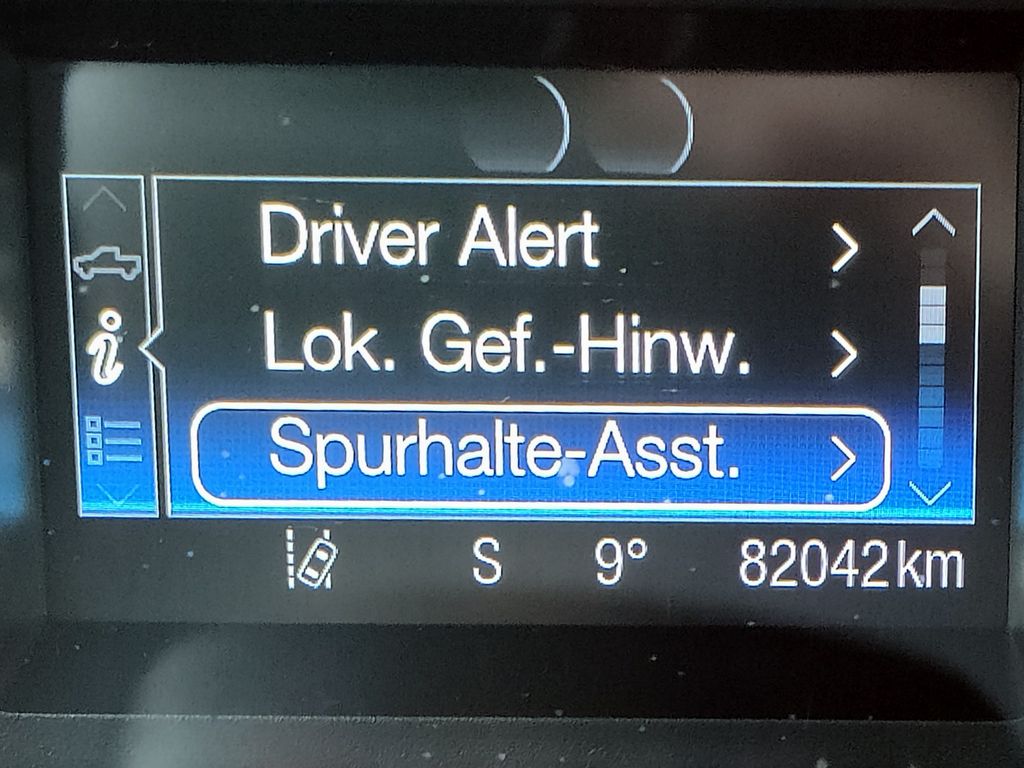 Driver Alert
Lok. Gef.-Hinw.
Spurhalte-Asst.
S 9° 82042 km